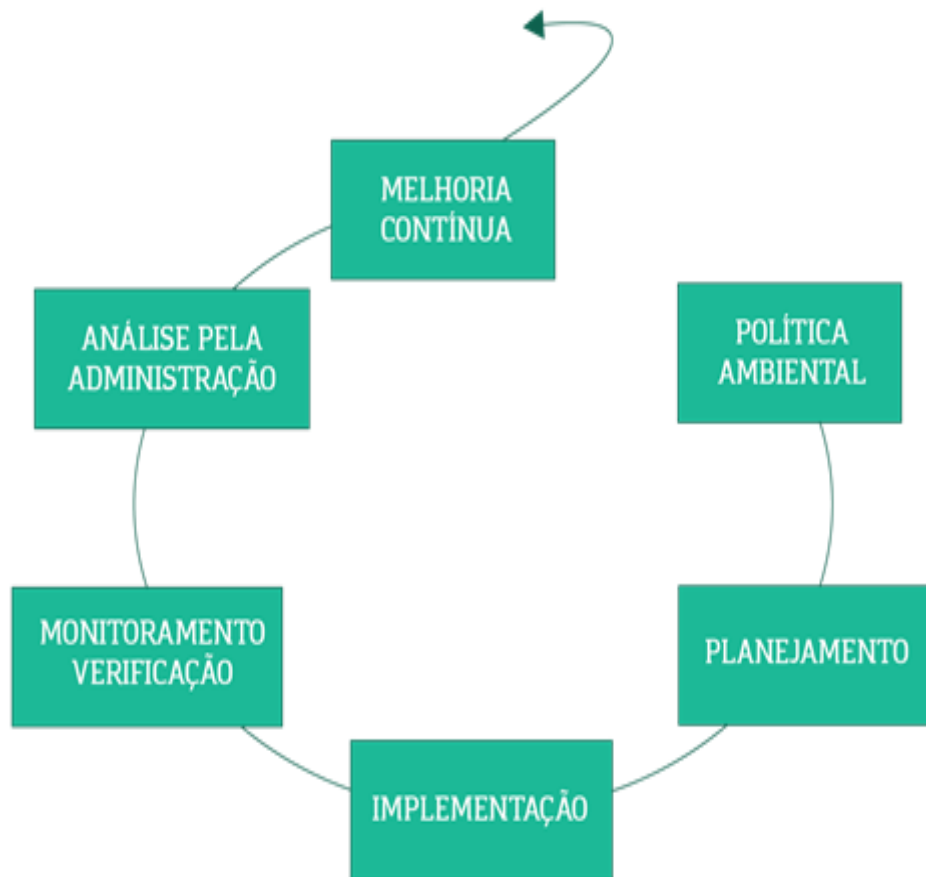 MELHORIA
CONTÍNUA
ANÁLISE PELA
ADMINISTRAÇÃO
POLÍTICA
AMBIENTAL
MONITORAMENTO
VERIFICAÇÃO
PLANEJAMENTO
IMPLEMENTAÇÃO